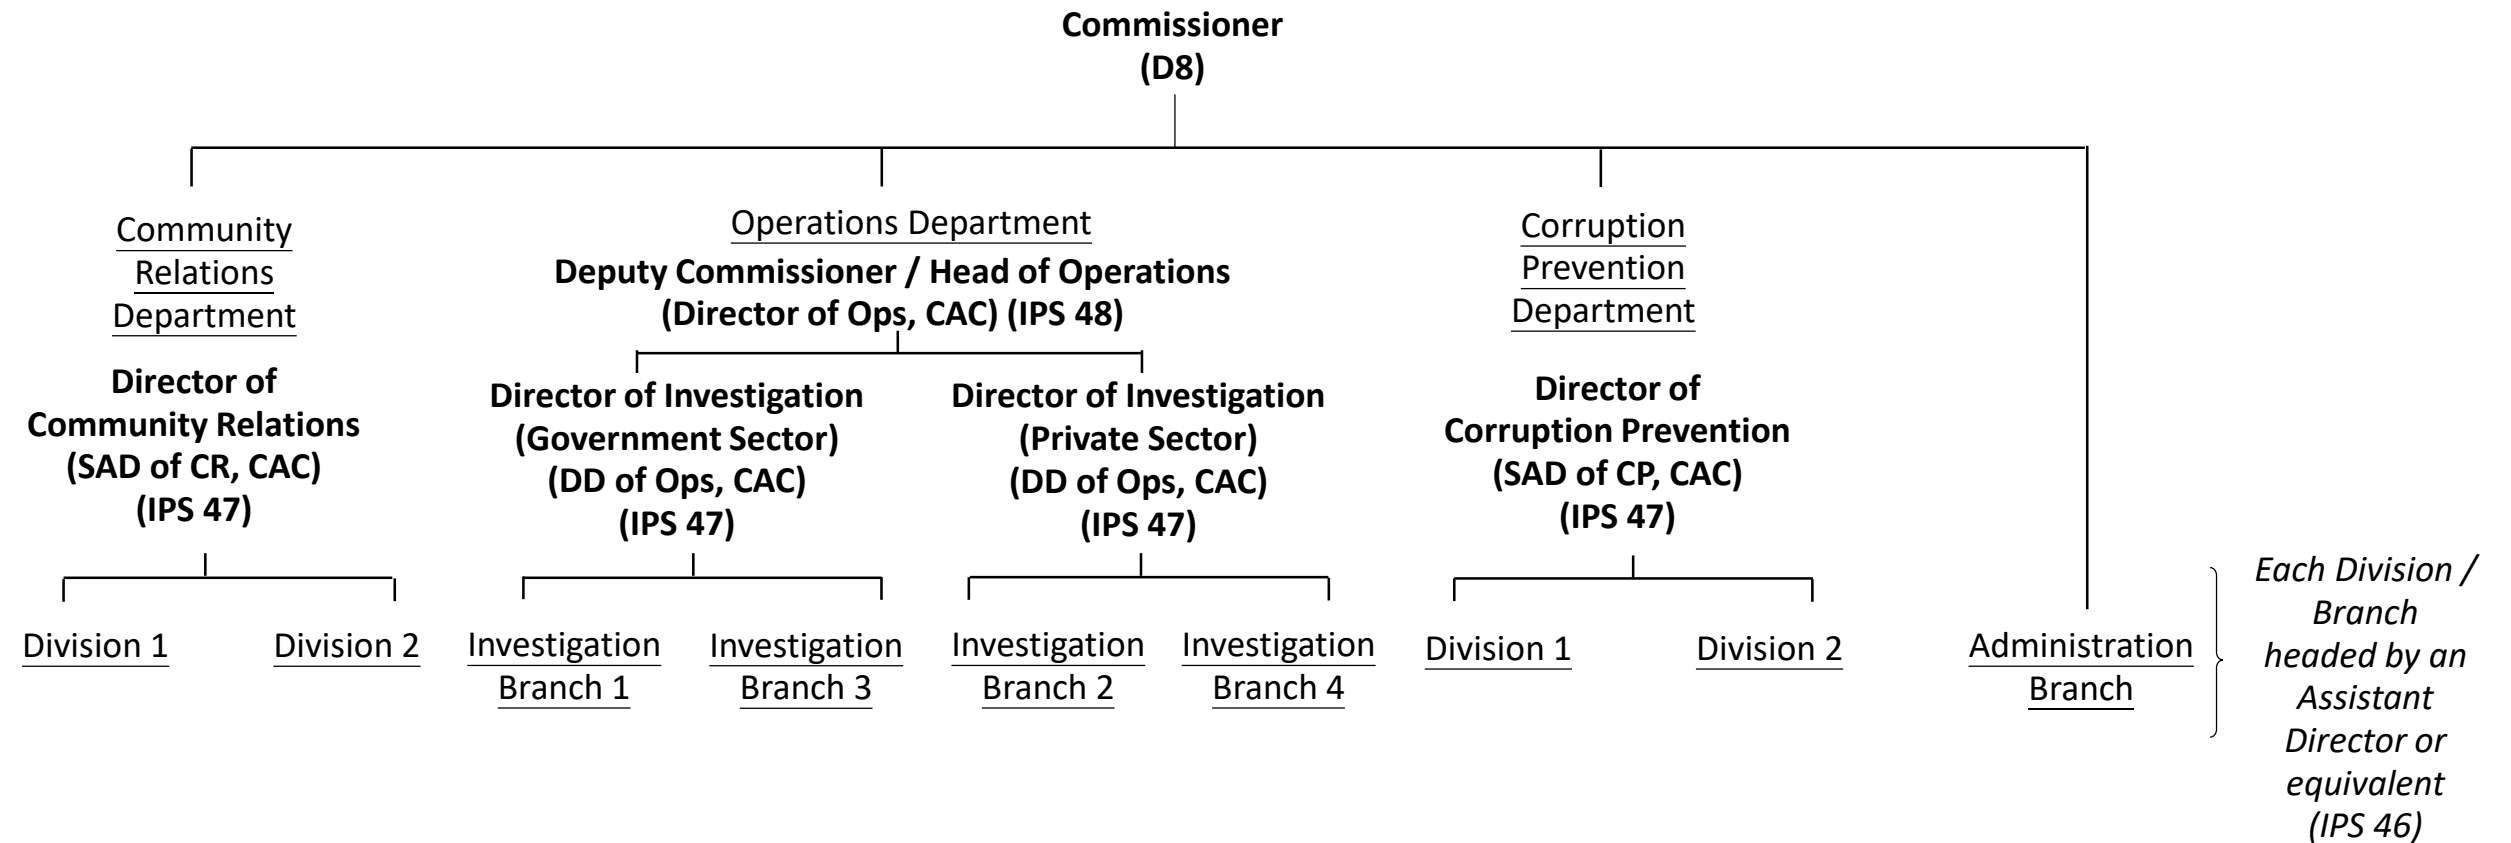 Commissioner
(D8)
Community
Relations
Department
Director of
Community Relations
(SAD of CR, CAC)
(IPS 47)
Division 1
Division 2
Operations Department
Deputy Commissioner / Head of Operations
(Director of Ops, CAC) (IPS 48)
Director of Investigation
(Government Sector)
(DD of Ops, CAC)
(IPS 47)
Investigation
Branch 1
Investigation
Branch 3
Director of Investigation
(Private Sector)
(DD of Ops, CAC)
(IPS 47)
Investigation
Branch 2
Investigation
Branch 4
Corruption
Prevention
Department
Director of
Corruption Prevention
(SAD of CP, CAC)
(IPS 47)
Division 1
Division 2
Administration
Branch
Each Division /
Branch
headed by an
Assistant
Director or
equivalent
(IPS 46)